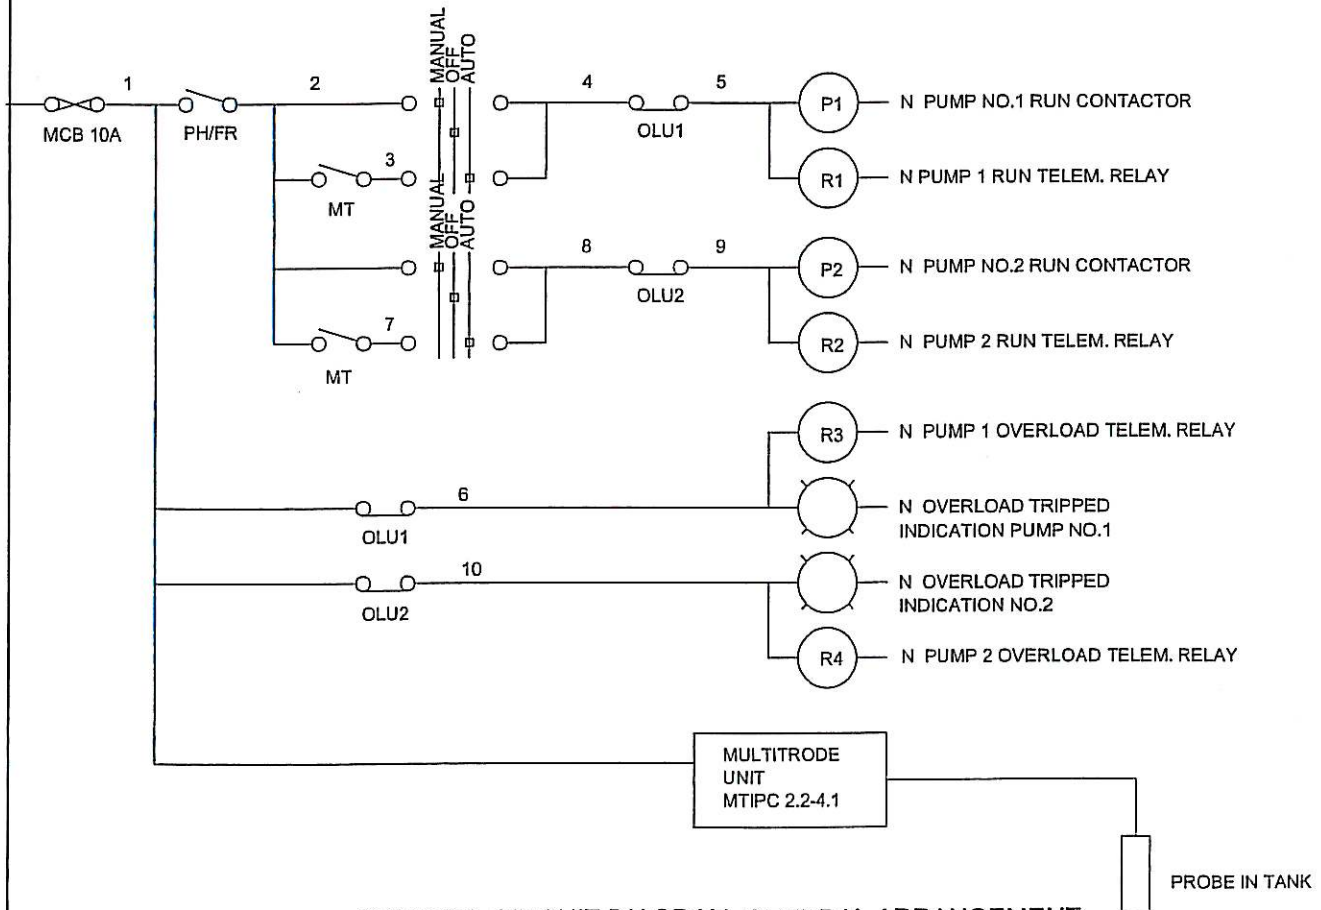 MANUAL
OFF
AUTO
1
2
4
5
MCB 10A
PH/FR
OLU1
P1
N PUMP NO.1 RUN CONTACTOR
3
MT
R1
N PUMP 1 RUN TELEM. RELAY
MANUAL
OFF
AUTO
8
9
OLU2
P2
N PUMP NO.2 RUN CONTACTOR
7
MT
R2
N PUMP 2 RUN TELEM. RELAY
R3
N PUMP 1 OVERLOAD TELEM. RELAY
6
OLU1
N OVERLOAD TRIPPED
INDICATION PUMP NO.1
10
OLU2
N OVERLOAD TRIPPED
INDICATION NO.2
R4
N PUMP 2 OVERLOAD TELEM. RELAY
MULTITRODE
UNIT
MTIPC 2.2-4.1
PROBE IN TANK